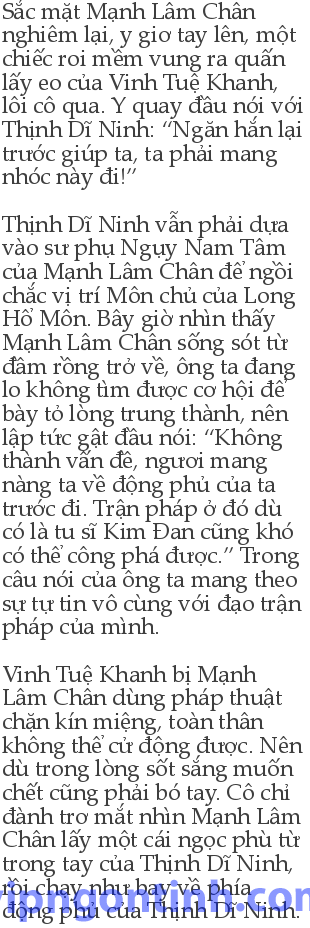 Sắc mặt Mạnh Lâm Chân
nghiêm lại, y giơ tay lên, một
chiếc roi mềm vung ra quấn
lấy eo của Vinh Tuệ Khanh,
lôi cô qua. Y quay đầu nói với
Thịnh Dĩ Ninh: “Ngăn hắn lại
trước giúp ta, ta phải mang
nhóc này đi!”
Thịnh Dĩ Ninh vẫn phải dựa
vào sư phụ Ngụy Nam Tâm
của Mạnh Lâm Chân để ngồi
chắc vị trí Môn chủ của Long
Hổ Môn. Bây giờ nhìn thấy
Mạnh Lâm Chân sống sót từ
đầm rồng trở về, ông ta đang
lo không tìm được cơ hội để
bày tỏ lòng trung thành, nên
lập tức gật đầu nói: “Không
thành vấn đề, ngươi mang
nàng ta về động phủ của ta
trước đi. Trận pháp ở đó dù
có là tu sĩ Kim Đan cũng khó
có thể công phá được.” Trong
câu nói của ông ta mang theo
sự tự tin vô cùng với đạo trận
pháp của mình.
Vinh Tuệ Khanh bị Mạnh
Lâm Chân dùng pháp thuật
chặn kín miệng, toàn thân
không thể cử động được. Nên
dù trong lòng sốt sắng muốn
chết cũng phải bó tay. Cô chỉ
đành trơ mắt nhìn Mạnh Lâm
Chân lấy một cái ngọc phù từ
trong tay của Thịnh Dĩ Ninh,
rồi chạy như bay về phía
động phủ của Thịnh Dĩ Ninh.
vipngontinh.com